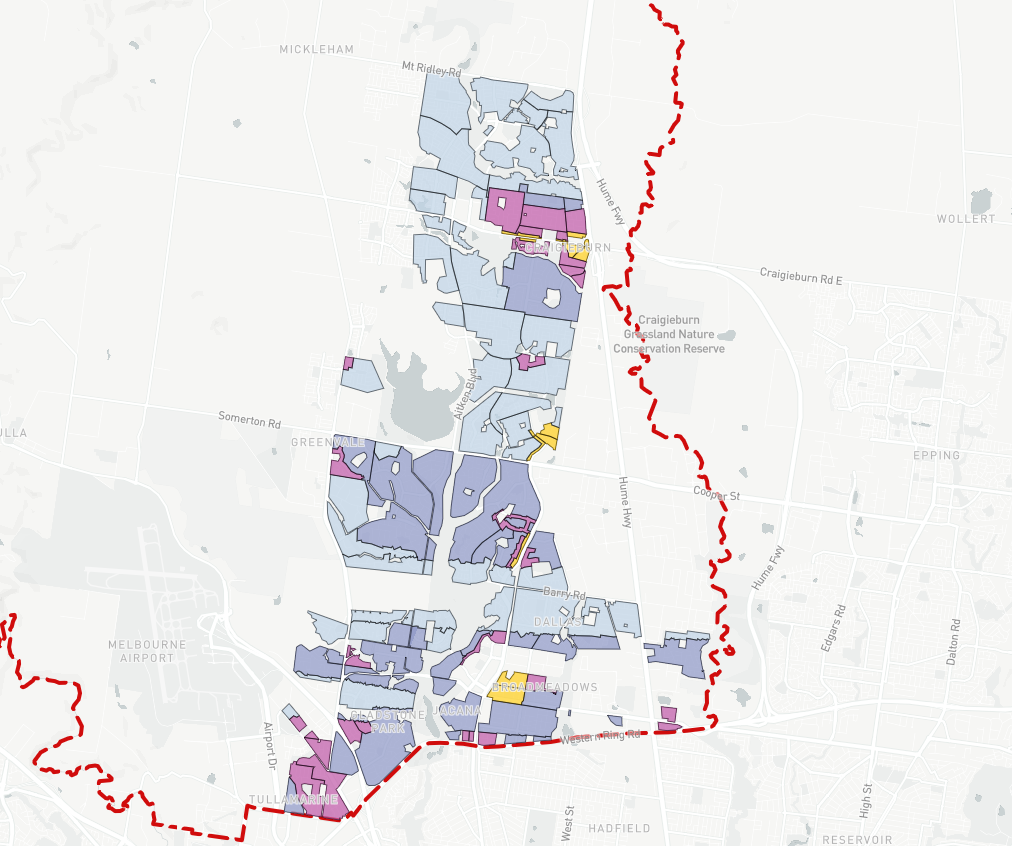 MICKLEHAM
Mt Ridley Rd
Hume Fwy
WOLLERT
CRAIGIEBURN
Craigieburn Rd E
Craigieburn
Grassland Nature
Conservation Reserve
Aitken Blvd
Somerton Rd
ULLA
GREENVALE
EPPING
Cooper St
Hume Hwy
Hume Fwy
Barry Rd
DALLAS
Edgars Rd
Dalton Rd
MELBOURNE
AIRPORT
BROADMEADOWS
JACANA
GLADSTONE
PARK
Airport Dr
Western Ring Rd
TULLAMARINE
West St
High St
HADFIELD
RESERVOIR